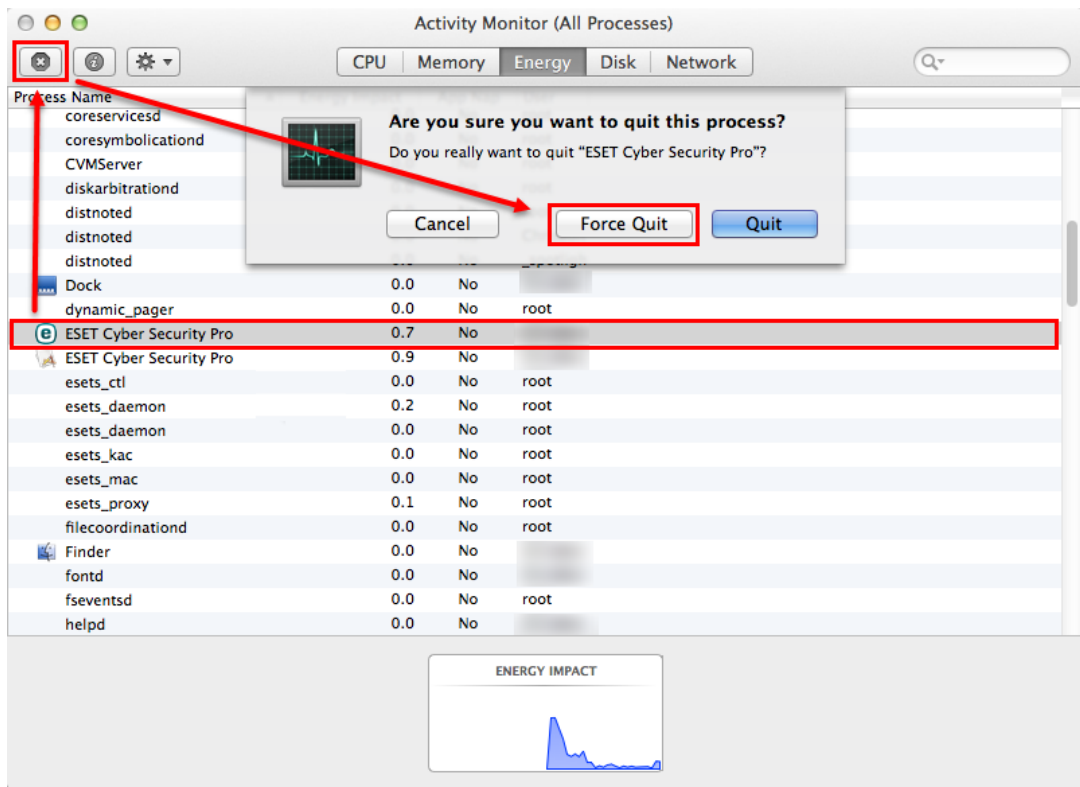 Activity Monitor (All Processes)
CPU Memory Energy Disk Network
Process Name
Are you sure you want to quit this process?
Do you really want to quit “ESET Cyber Security Pro”?
Cancel Force Quit Quit
coreservicesd
coresymbolicationd
CVMServer
diskarbitrationd
distnoted
distnoted
distnoted
Dock 0.0 No
dynamic_pager 0.0 No root
ESET Cyber Security Pro 0.7 No
ESET Cyber Security Pro 0.9 No
esets_ctl 0.0 No root
esets_daemon 0.2 No root
esets_daemon 0.0 No root
esets_kac 0.0 No root
esets_mac 0.0 No root
esets_proxy 0.1 No root
filecoordinationd 0.0 No root
Finder 0.0 No
fontd 0.0 No
fseventsd 0.0 No root
helpd 0.0 No
ENERGY IMPACT